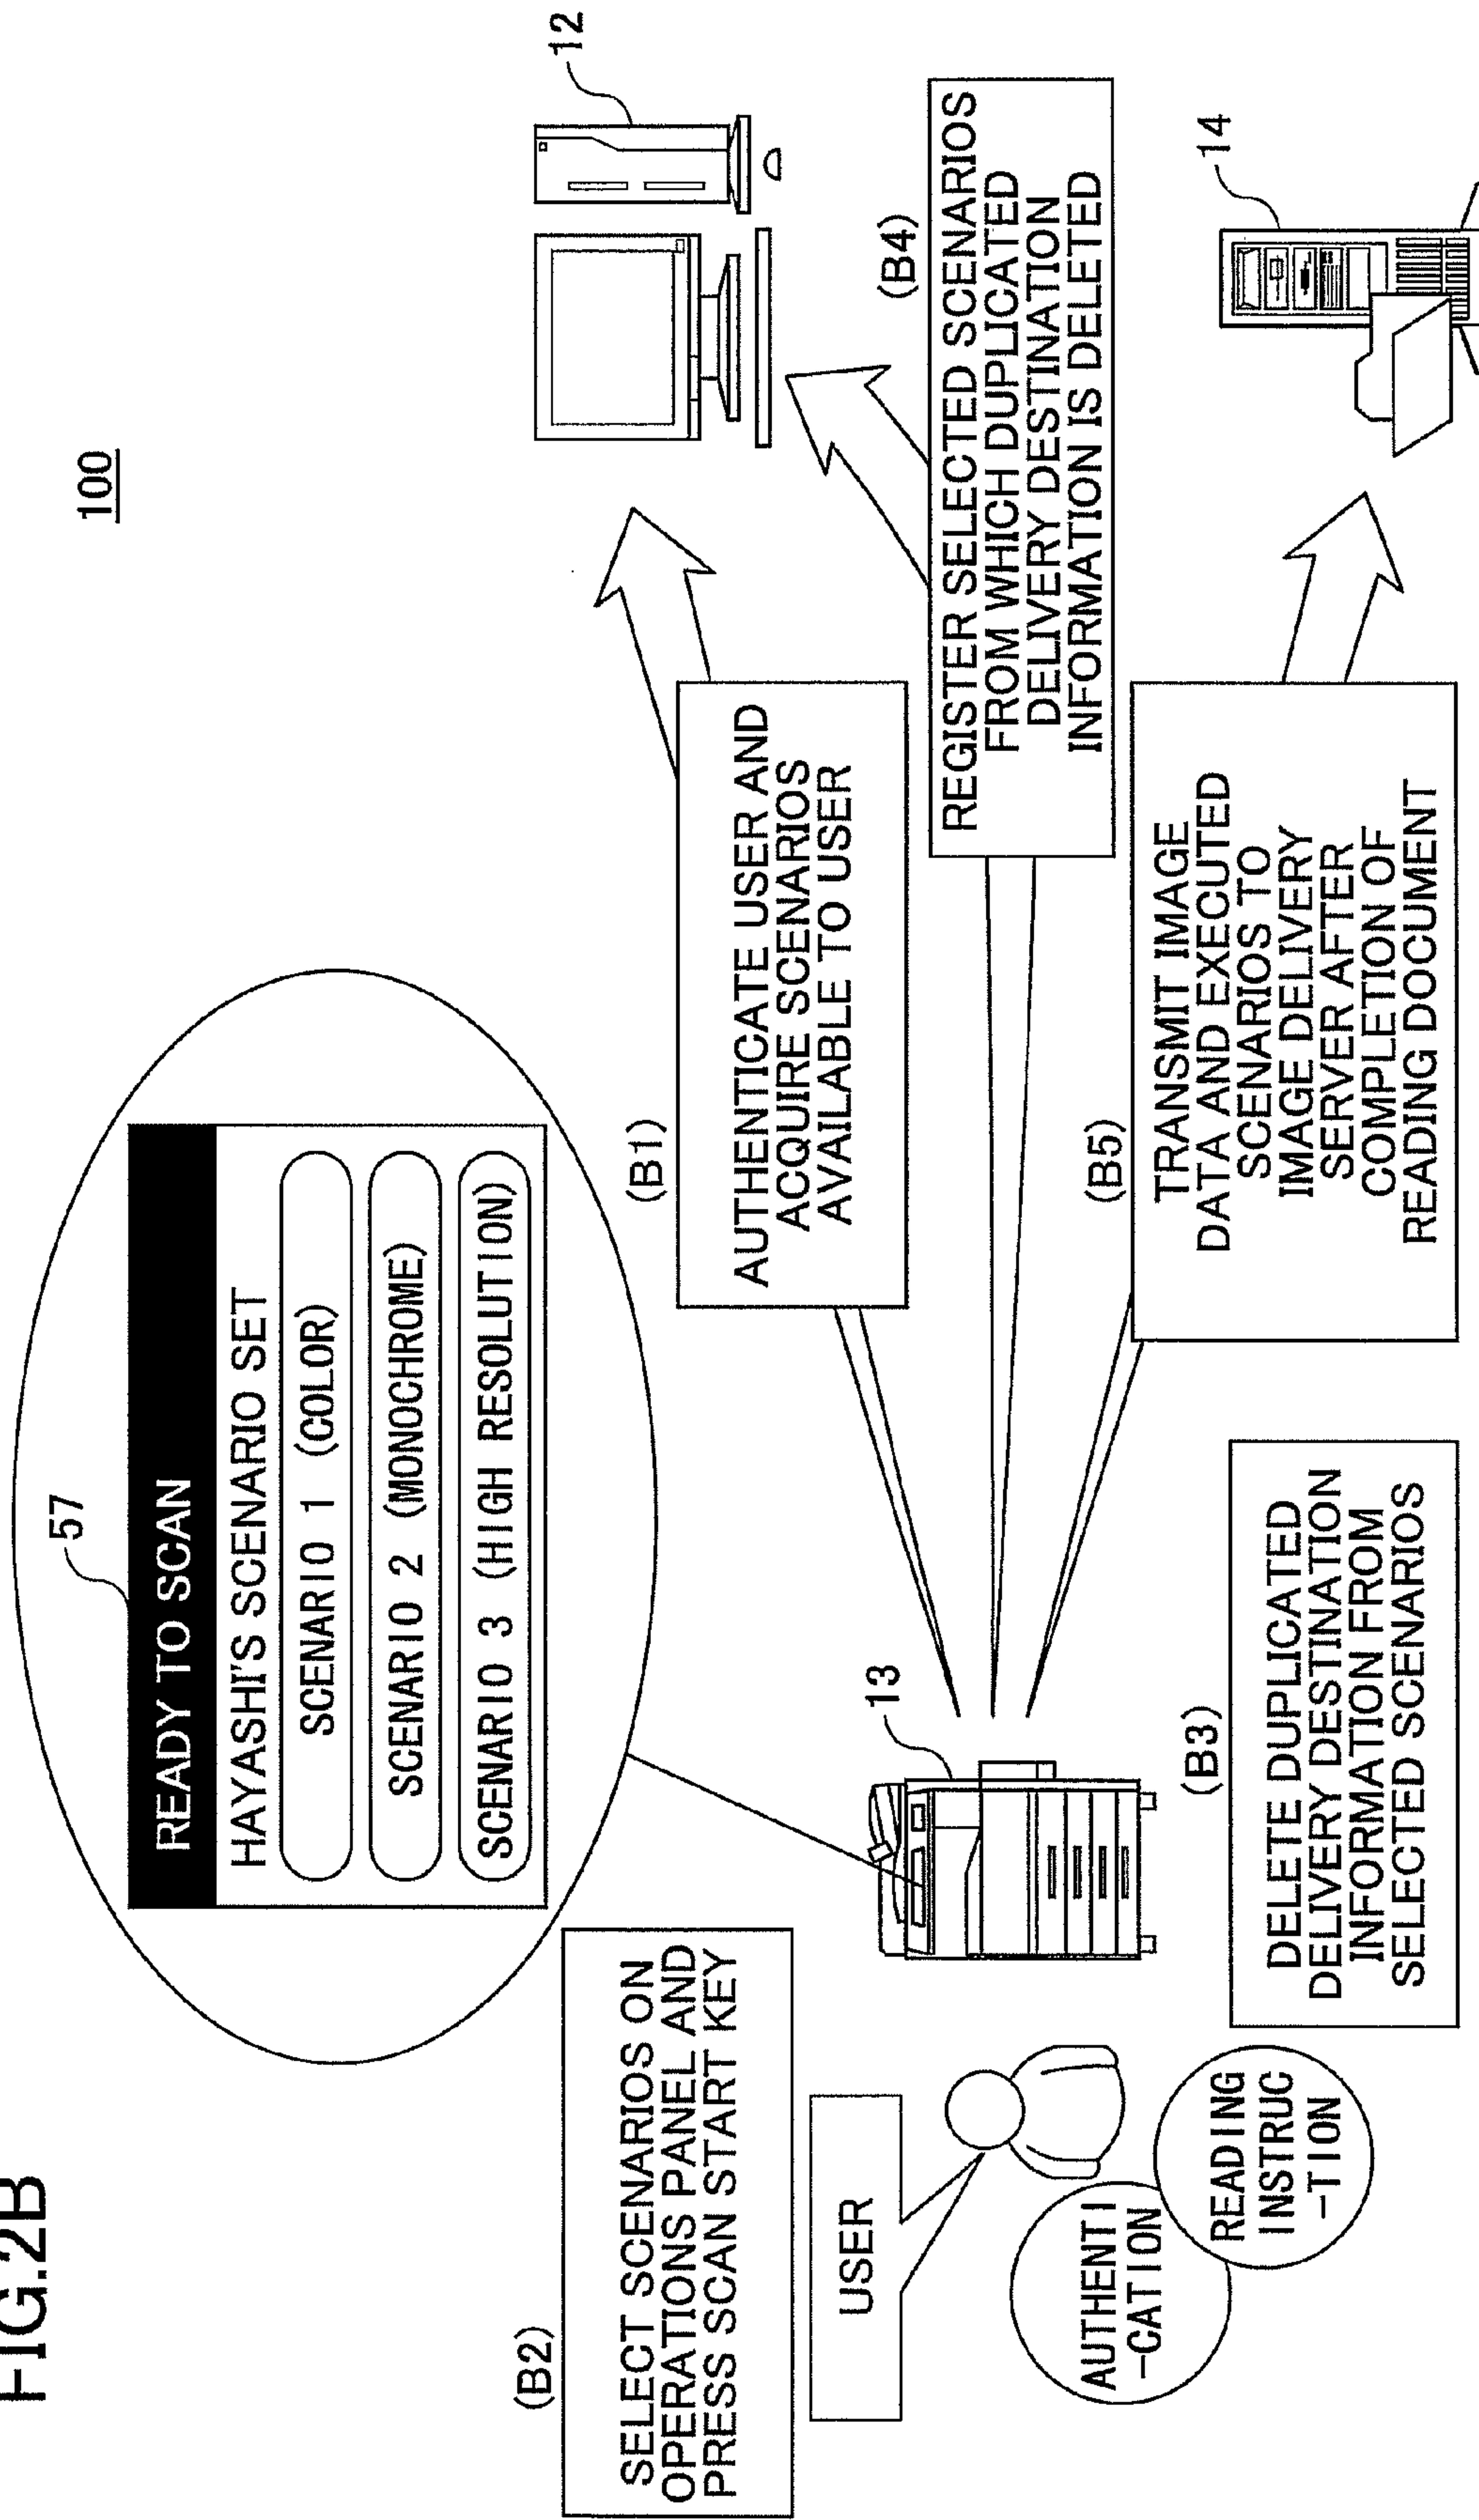 FIG.2B
100
57
READY TO SCAN
HAYASHI'S SCENARIO SET
SCENARIO 1 (COLOR)
SCENARIO 2 (MONOCHROME)
SCENARIO 3 (HIGH RESOLUTION)
(B2)
SELECT SCENARIOS ON
OPERATIONS PANEL AND
PRESS SCAN START KEY
USER
AUTHENTI
-CATION
READING
INSTRUC
-TION
13
(B3)
DELETE DUPLICATED
DELIVERY DESTINATION
INFORMATION FROM
SELECTED SCENARIOS
(B1)
AUTHENTICATE USER AND
ACQUIRE SCENARIOS
AVAILABLE TO USER
12
(B4)
REGISTER SELECTED SCENARIOS
FROM WHICH DUPLICATED
DELIVERY DESTINATION
INFORMATION IS DELETED
(B5)
TRANSMIT IMAGE
DATA AND EXECUTED
SCENARIOS TO
IMAGE DELIVERY
SERVER AFTER
COMPLETION OF
READING DOCUMENT
14